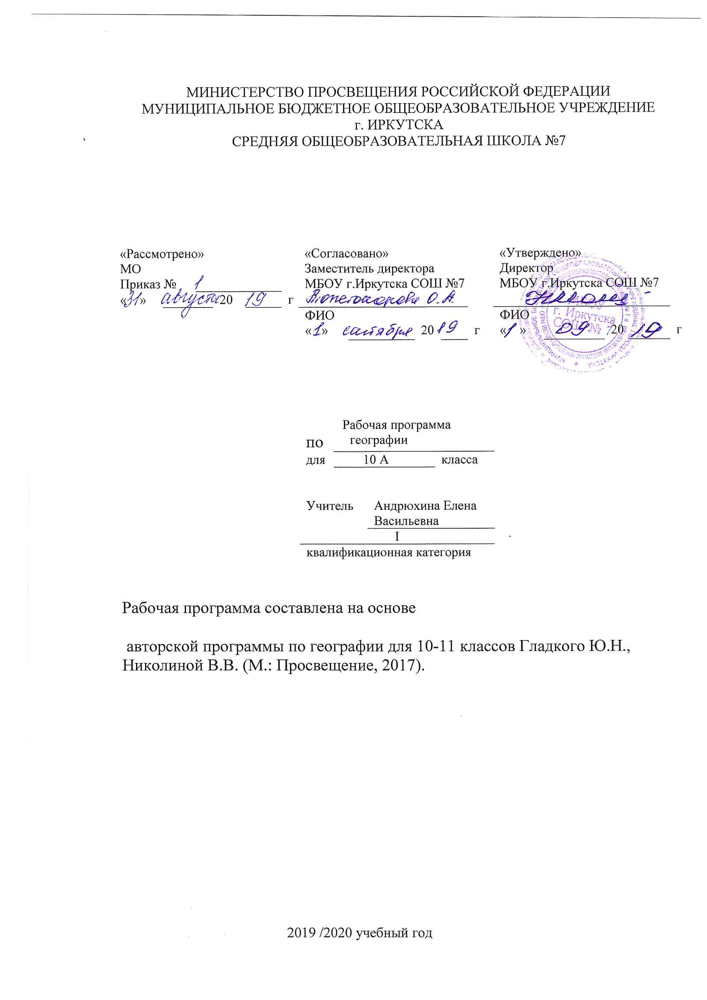 МИНИСТЕРСТВО ПРОСВЕЩЕНИЯ РОССИЙСКОЙ ФЕДЕРАЦИИ
МУНИЦИПАЛЬНОЕ БЮДЖЕТНОЕ ОБЩЕОБРАЗОВАТЕЛЬНОЕ УЧРЕЖДЕНИЕ
г. ИРКУТСКА
СРЕДНЯЯ ОБЩЕОБРАЗОВАТЕЛЬНАЯ ШКОЛА №7
«Рассмотрено»
МО
Приказ № 1
«31» августа 20 19 г
«Согласовано»
Заместитель директора
МБОУ г.Иркутска СОШ №7
О.А.
ФИО
«1» сентября 20 19 г
«Утверждено»
Директор
МБОУ г.Иркутска СОШ №7
ФИО
«1» 09 20 19 г
г. Иркутска
СОШ № 7
Рабочая программа
по географии
для 10 А класса
Учитель Андрюхина Елена
Васильевна
I
квалификационная категория
Рабочая программа составлена на основе
авторской программы по географии для 10-11 классов Гладкого Ю.Н.,
Николиной В.В. (М.: Просвещение, 2017).
2019 /2020 учебный год